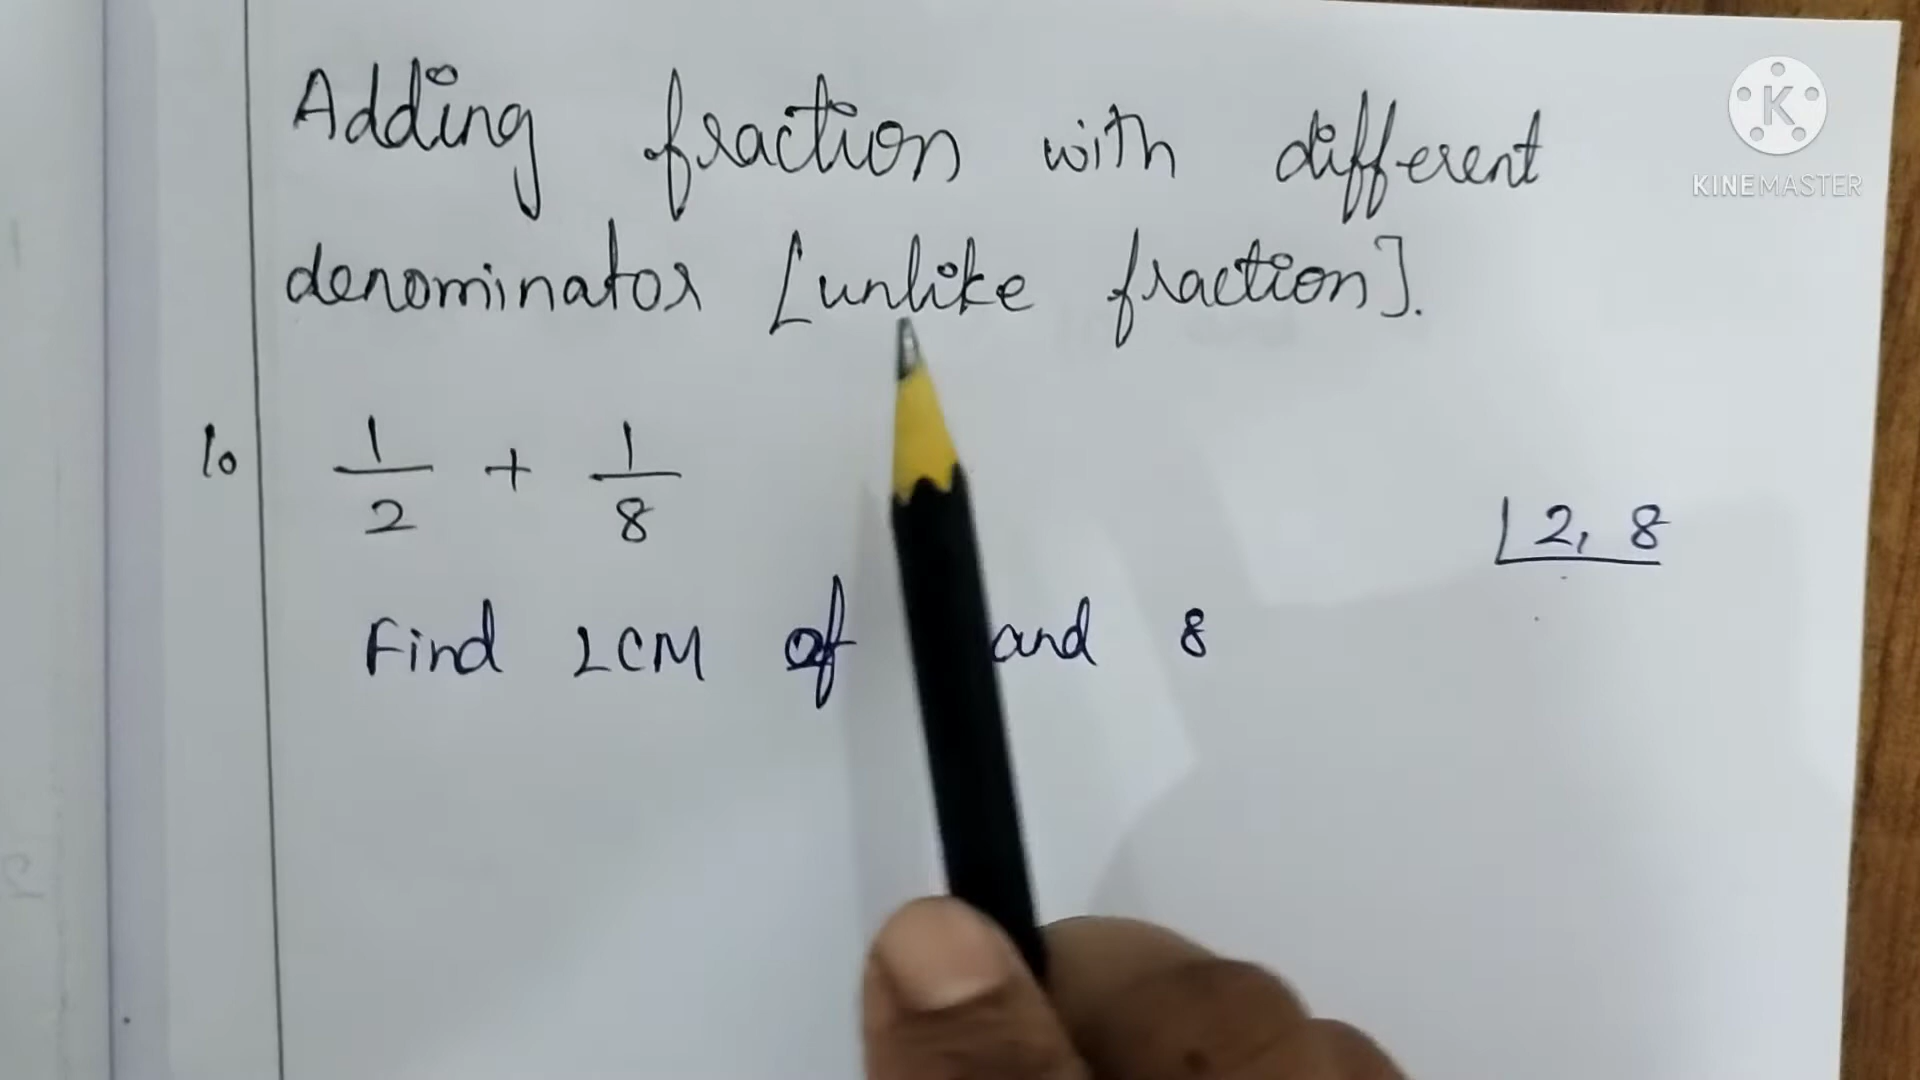 Adding fraction with different
denominator [unlike fraction].
1. 1/2 + 1/8
2, 8
Find LCM of and 8
K
KINEMASTER